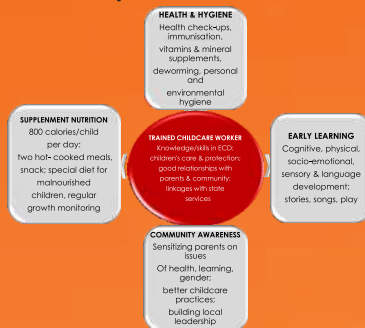 HEALTH & HYGIENE
Health check-ups,
immunisation,
vitamins & mineral
supplements,
deworming, personal
and
environmental
hygiene
SUPPLENMENT NUTRITION
800 calories/child
per day;
two hot- cooked meals,
snack; special diet for
malnourished
children, regular
growth monitoring
TRAINED CHILDCARE WORKER
Knowledge/skills in ECD;
children's care & protection;
good relationships with
parents & community;
linkages with state
services
EARLY LEARNING
Cognitive, physical,
socio-emotional,
sensory & language
development;
stories, songs, play
COMMUNITY AWARENESS
Sensitizing parents on
issues
Of health, learning,
gender;
better childcare
practices;
building local
leadership